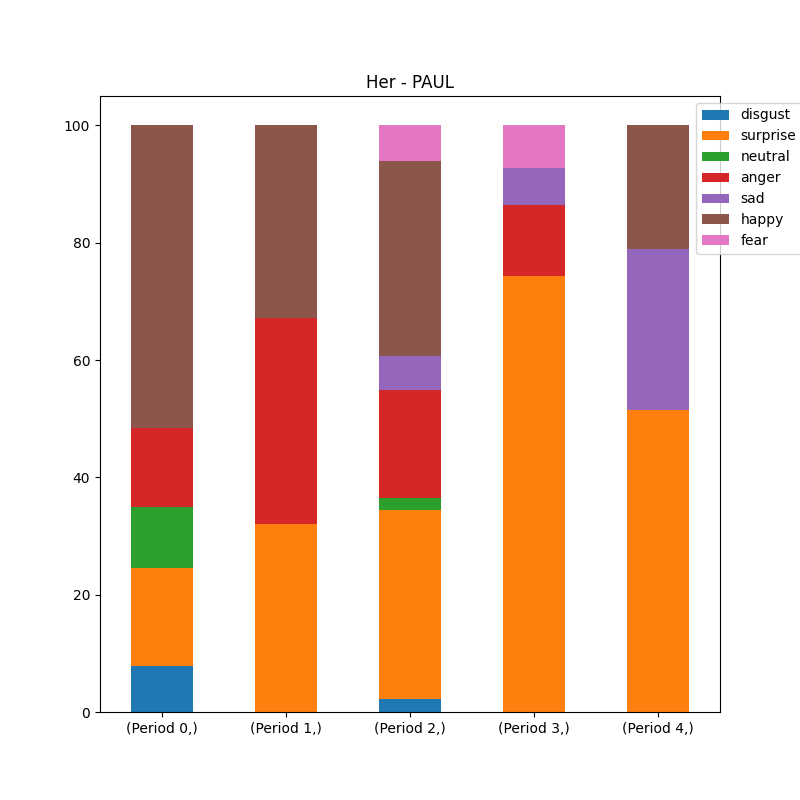 Her - PAUL
disgust
surprise
neutral
anger
sad
happy
fear
100
80
60
40
20
0
(Period 0,) (Period 1,) (Period 2,) (Period 3,) (Period 4,)